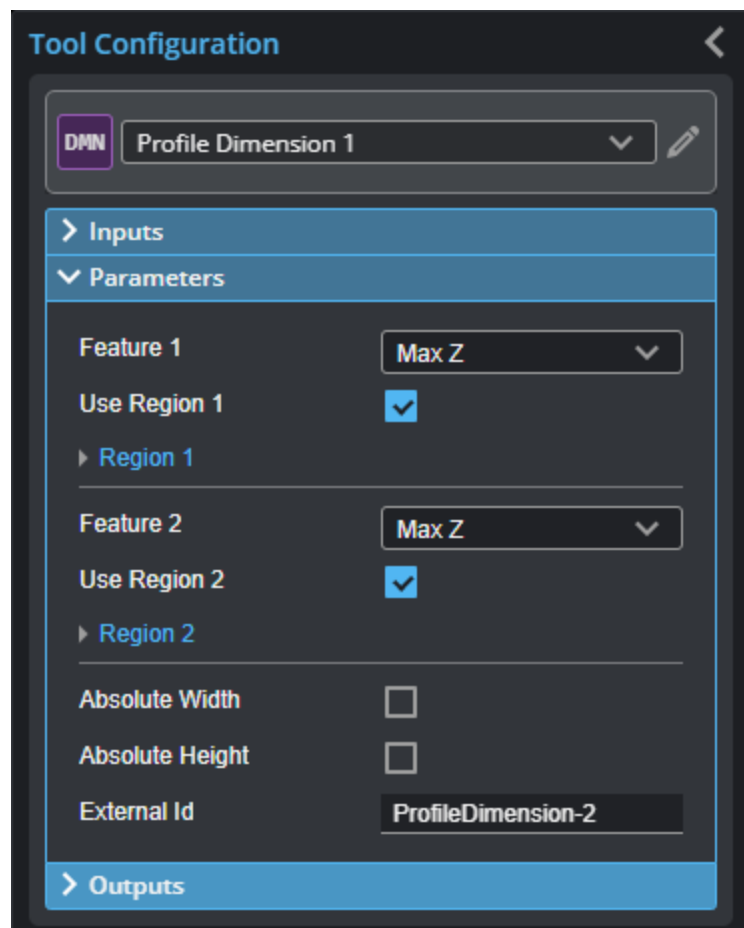 Tool Configuration
DMN Profile Dimension 1
Inputs
Parameters
Feature 1 Max Z
Use Region 1
Region 1
Feature 2 Max Z
Use Region 2
Region 2
Absolute Width
Absolute Height
External Id ProfileDimension-2
Outputs